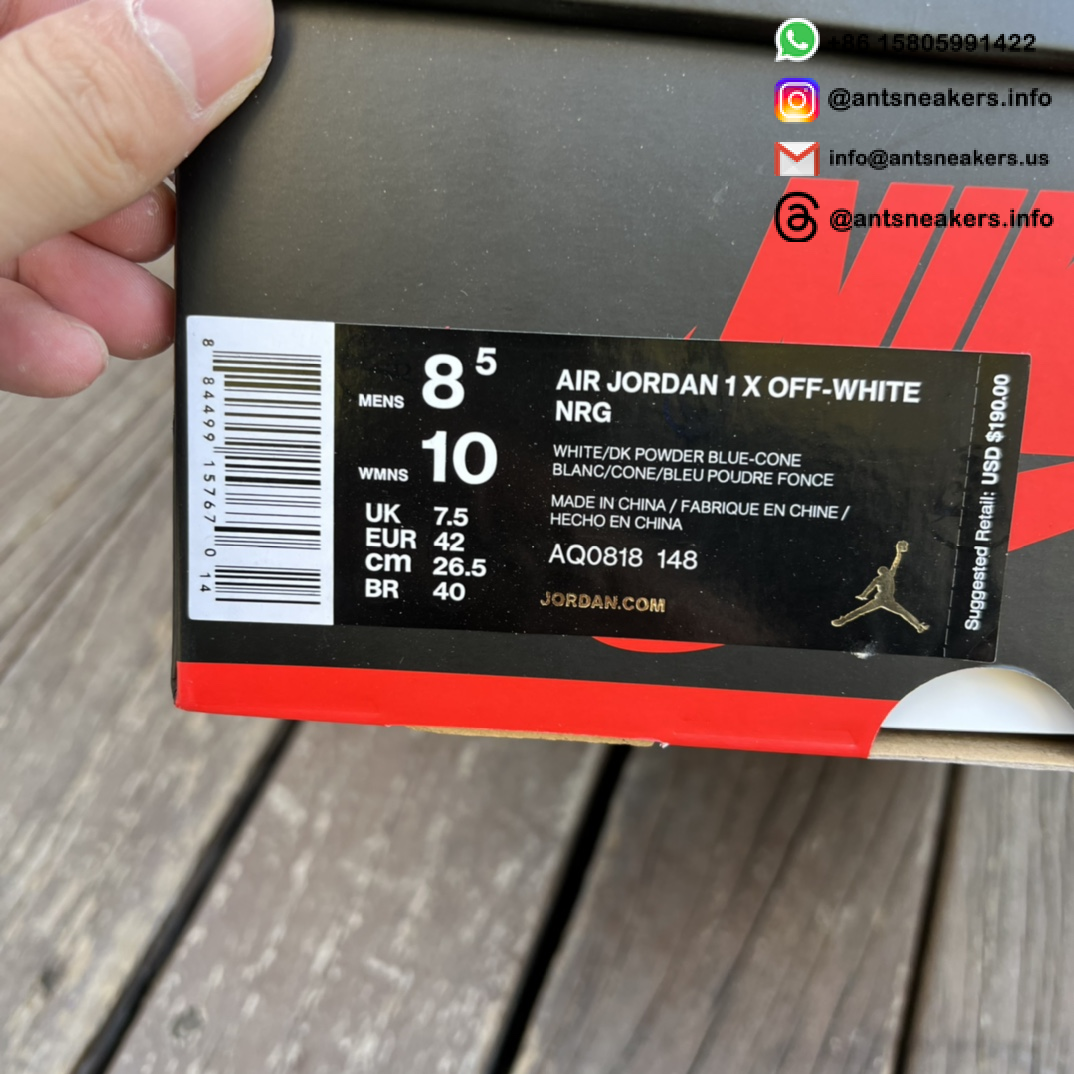 +86 15805991422
@antsneakers.info
info@antsneakers.us
@antsneakers.info
8 84499 15767 0 14
MENS 8 5
WMNS 10
UK 7.5
EUR 42
cm 26.5
BR 40
AIR JORDAN 1 X OFF-WHITE
NRG
WHITE/DK POWDER BLUE-CONE
BLANC/CONE/BLEU POUDRE FONCE
MADE IN CHINA / FABRIQUE EN CHINE /
HECHO EN CHINA
AQ0818 148
JORDAN.COM
Suggested Retail: USD $190.00